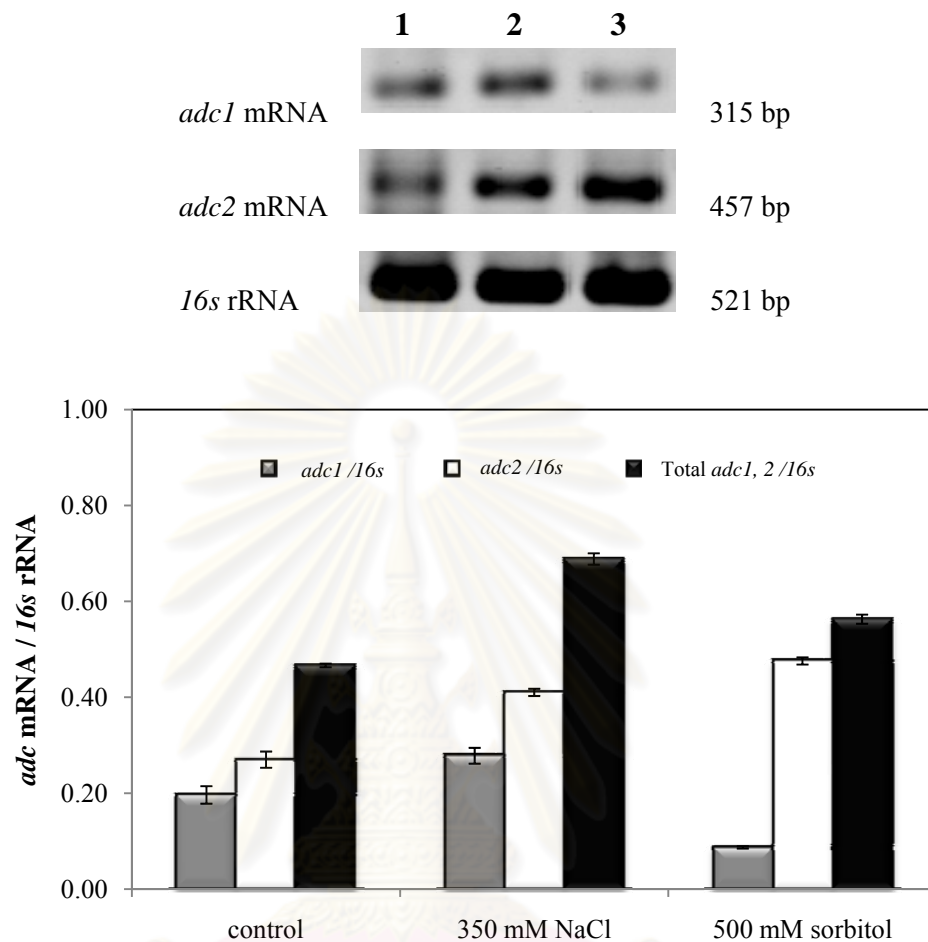 1 2 3
adc1 mRNA 315 bp
adc2 mRNA 457 bp
16s rRNA 521 bp
1.00
adc1 /16s adc2 /16s Total adc1, 2 /16s
0.80
0.60
0.40
0.20
0.00
adc mRNA / 16s rRNA
control 350 mM NaCl 500 mM sorbitol